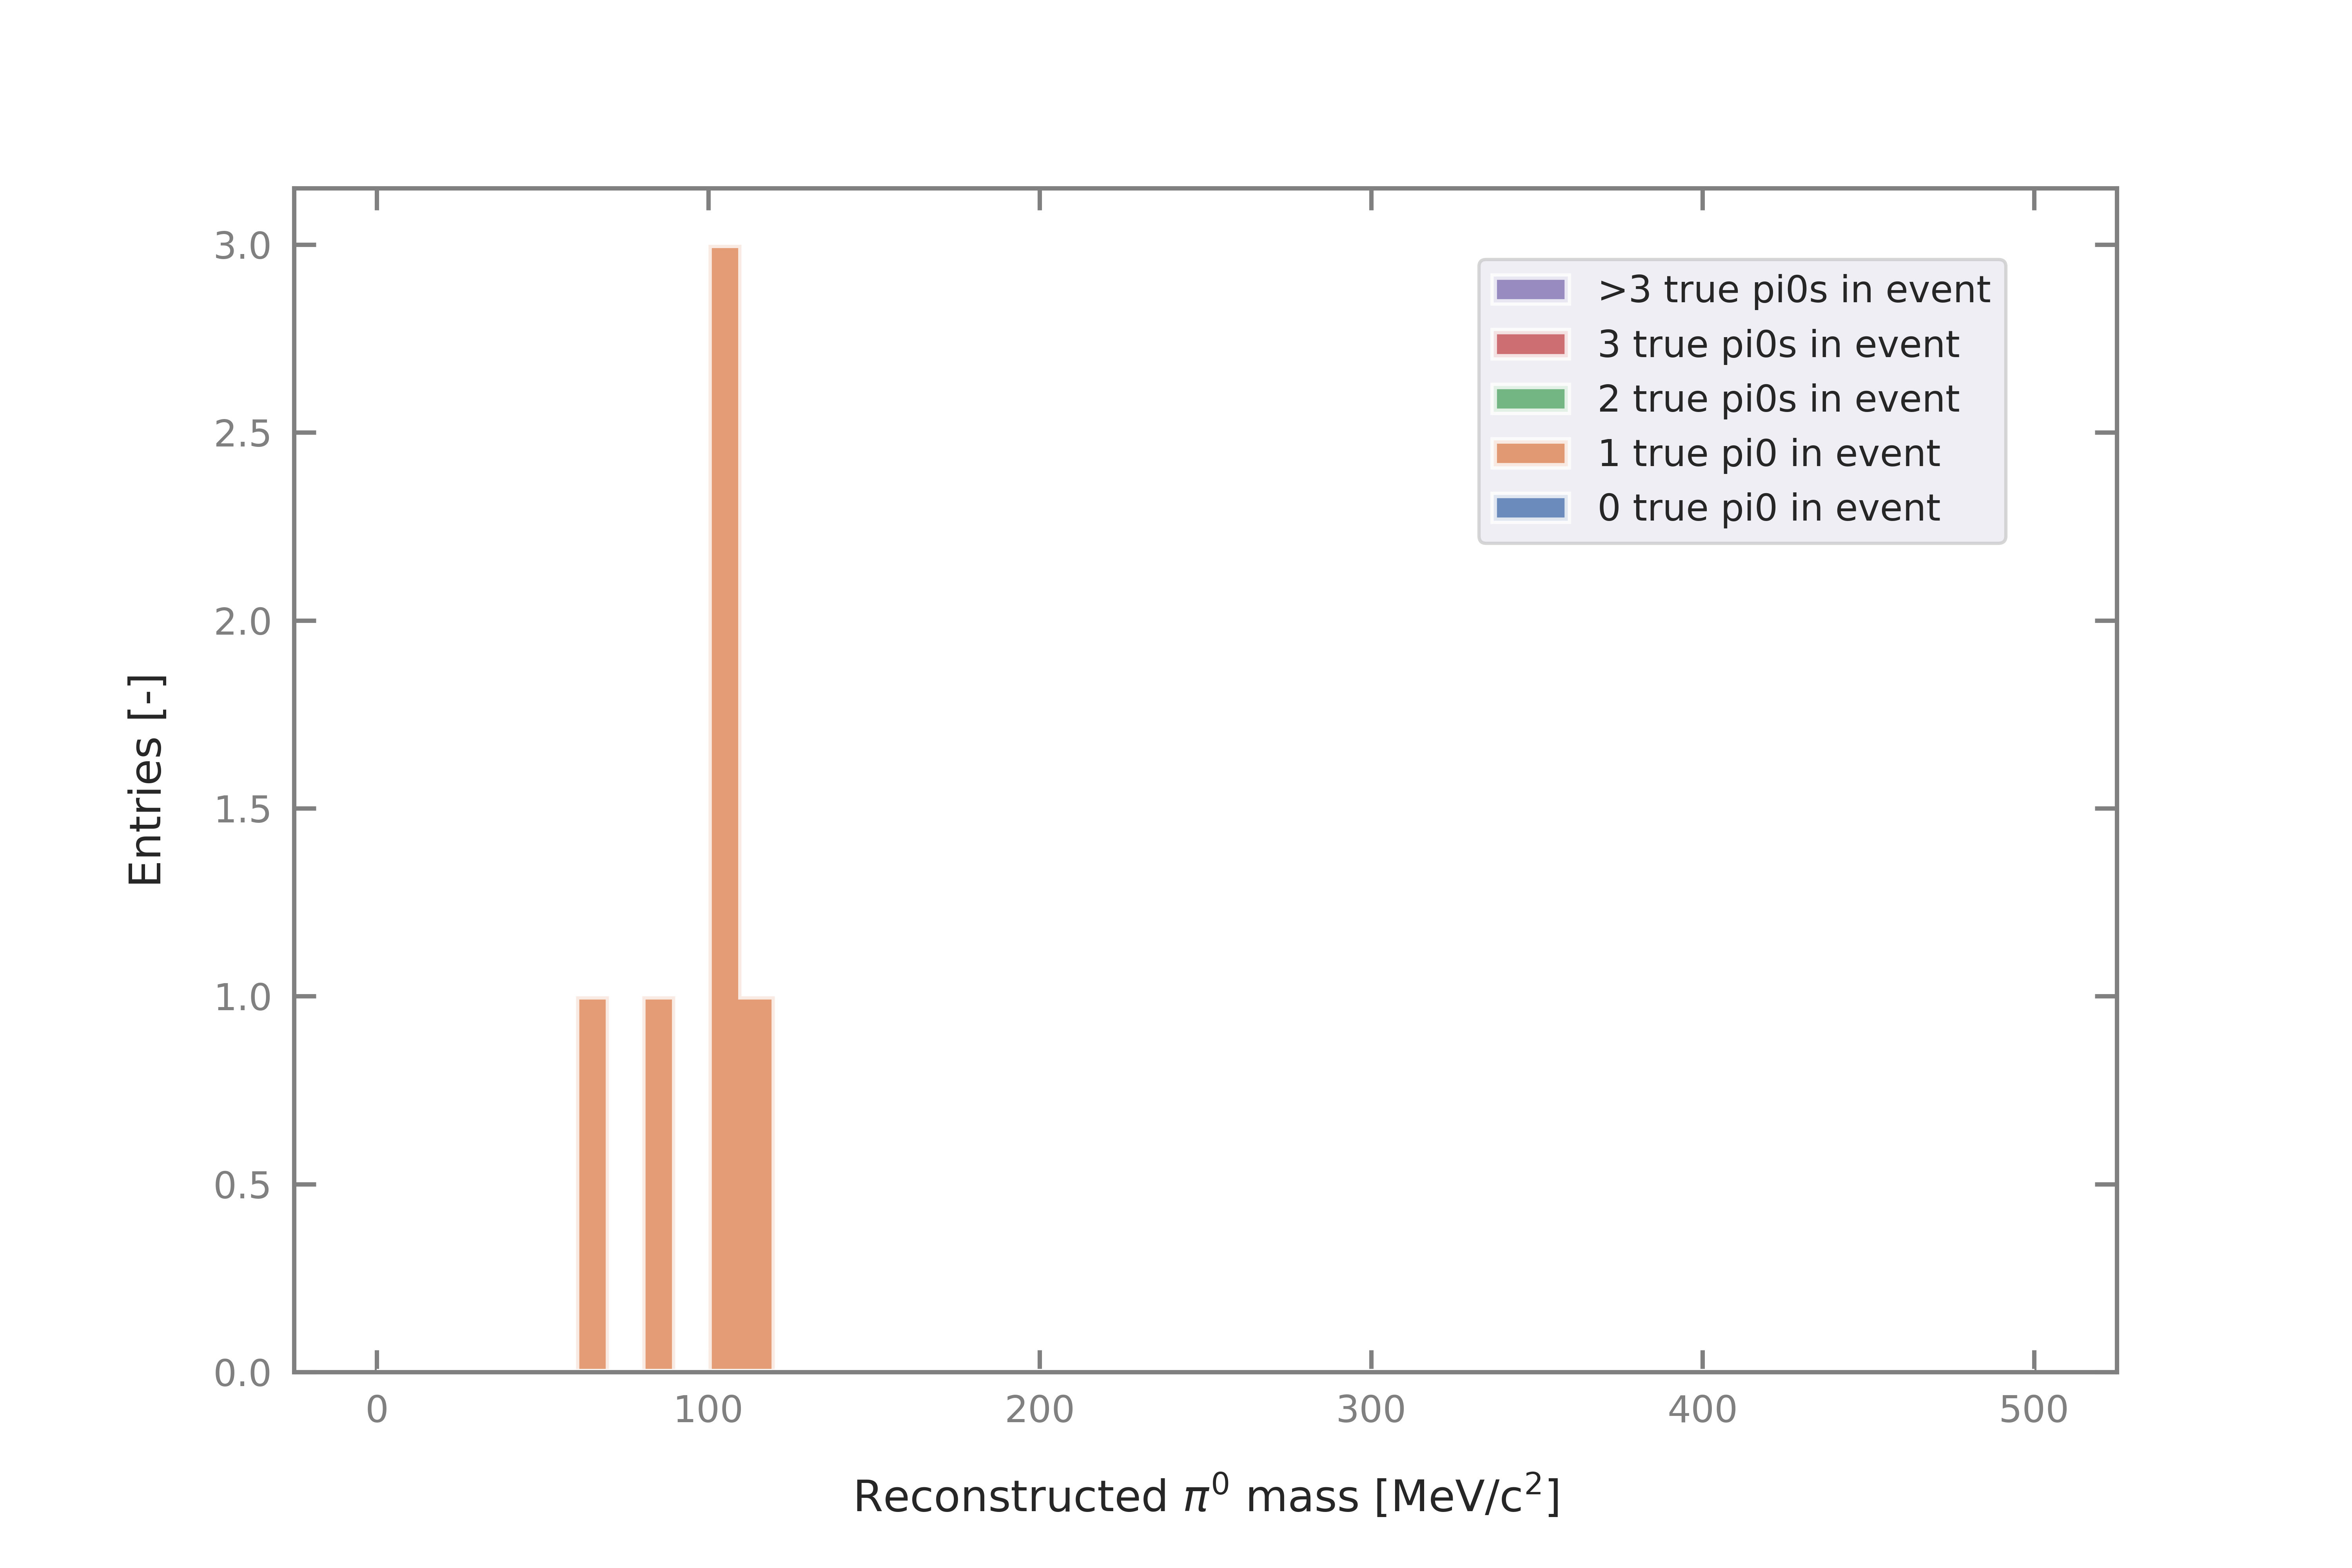 3.0
2.5
2.0
1.5
1.0
0.5
0.0
Entries [-]
>3 true pi0s in event
3 true pi0s in event
2 true pi0s in event
1 true pi0 in event
0 true pi0 in event
0 100 200 300 400 500
Reconstructed π⁰ mass [MeV/c²]